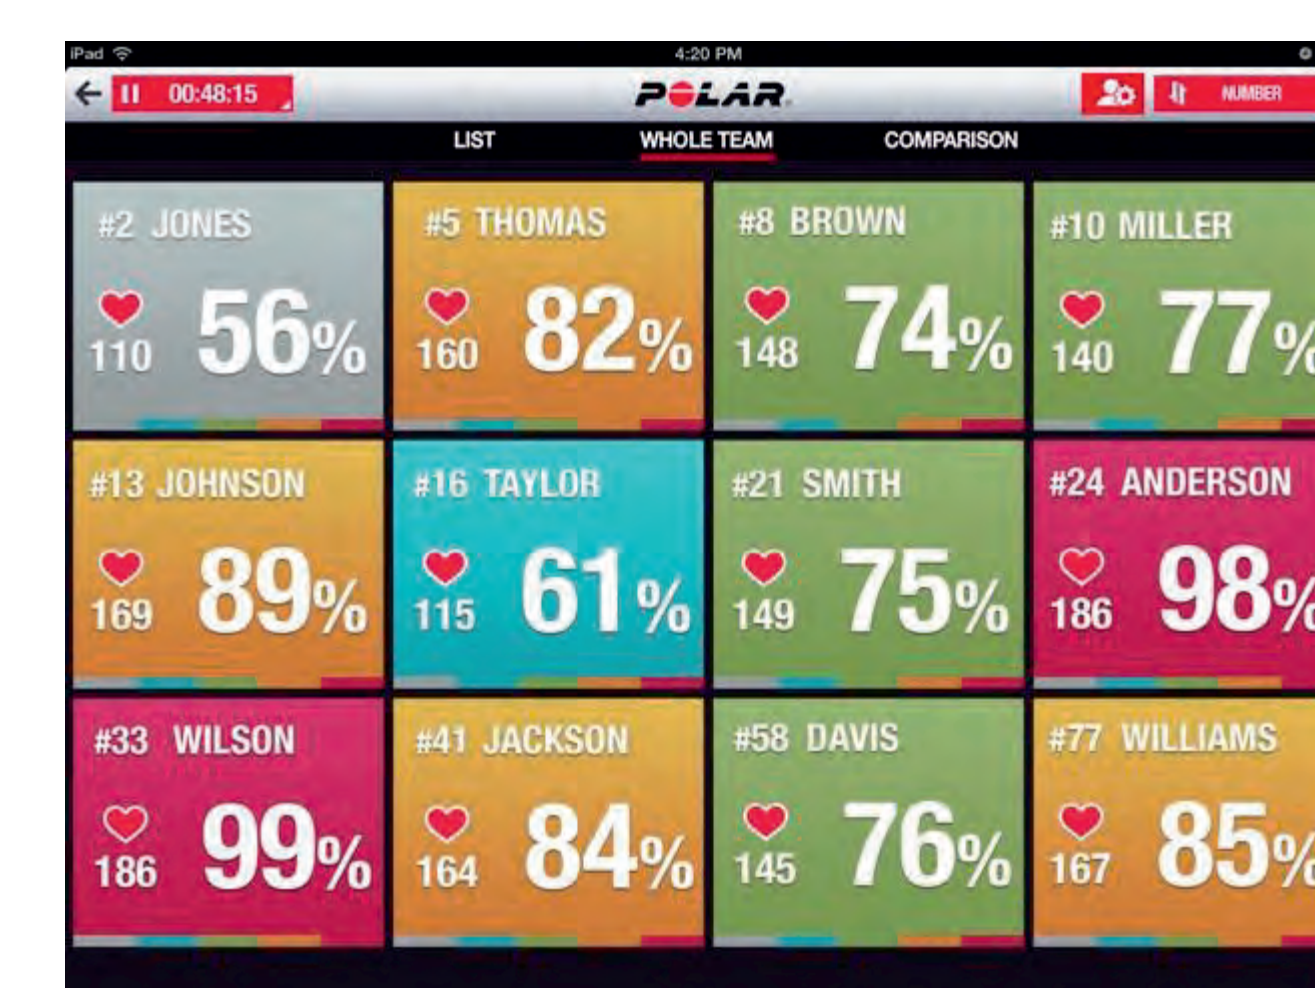 iPad 4:20 PM
00:48:15 POLAR NUMBER
LIST WHOLE TEAM COMPARISON
#2 JONES
110 56%
#5 THOMAS
160 82%
#8 BROWN
148 74%
#10 MILLER
140 77%
#13 JOHNSON
169 89%
#16 TAYLOR
115 61%
#21 SMITH
149 75%
#24 ANDERSON
186 98%
#33 WILSON
186 99%
#41 JACKSON
164 84%
#58 DAVIS
145 76%
#77 WILLIAMS
167 85%